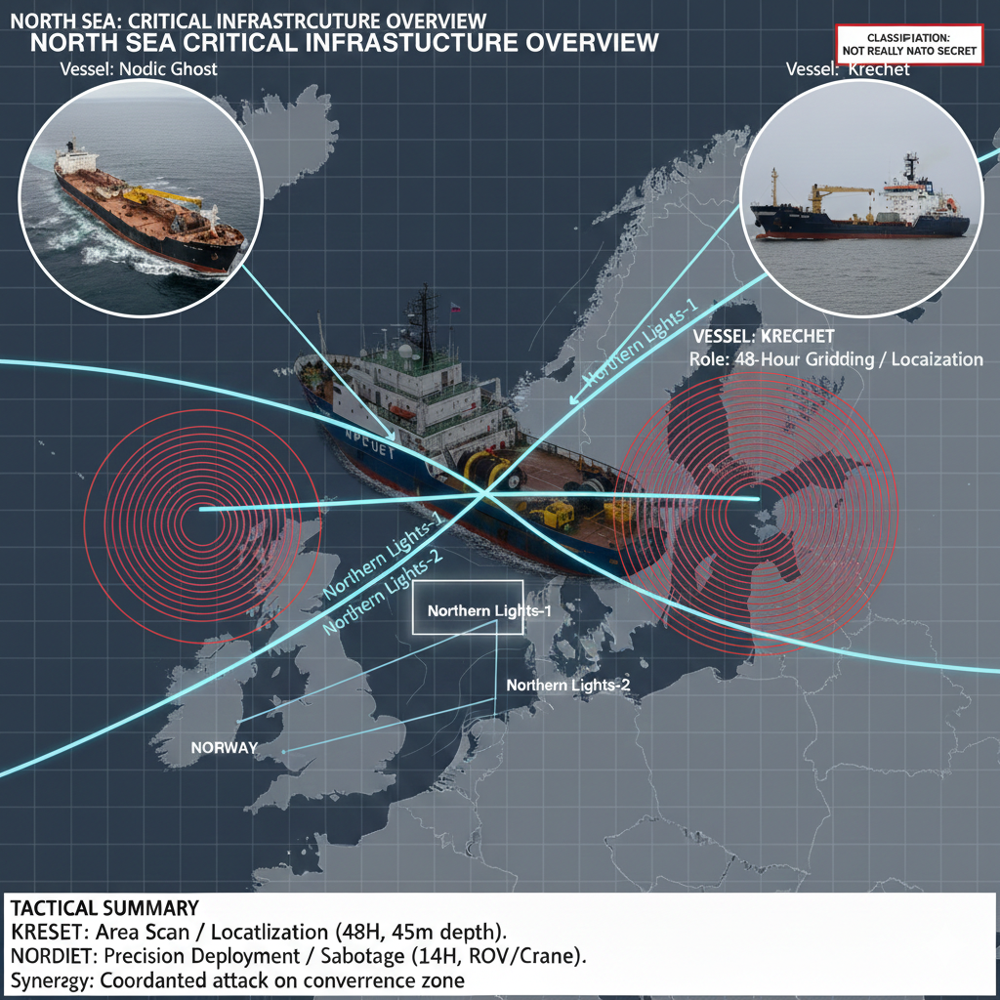 NORTH SEA: CRITICAL INFRASTRCUTURE OVERVIEW
NORTH SEA CRITICAL INFRASTUCTURE OVERVIEW
CLASSIFIATION:
NOT REALLY NATO SECRET
Vessel: Nodic Ghost
Vessel: Krechet
Northern Lights-1
VESSEL: KRECHET
Role: 48-Hour Gridding / Locaization
Northern Lights-1
Northern Lights-2
Northern Lights-1
Northern Lights-2
NORWAY
TACTICAL SUMMARY
KRESET: Area Scan / Locatlization (48H, 45m depth).
NORDIET: Precision Deployment / Sabotage (14H, ROV/Crane).
Synergy: Coordanted attack on converrence zone